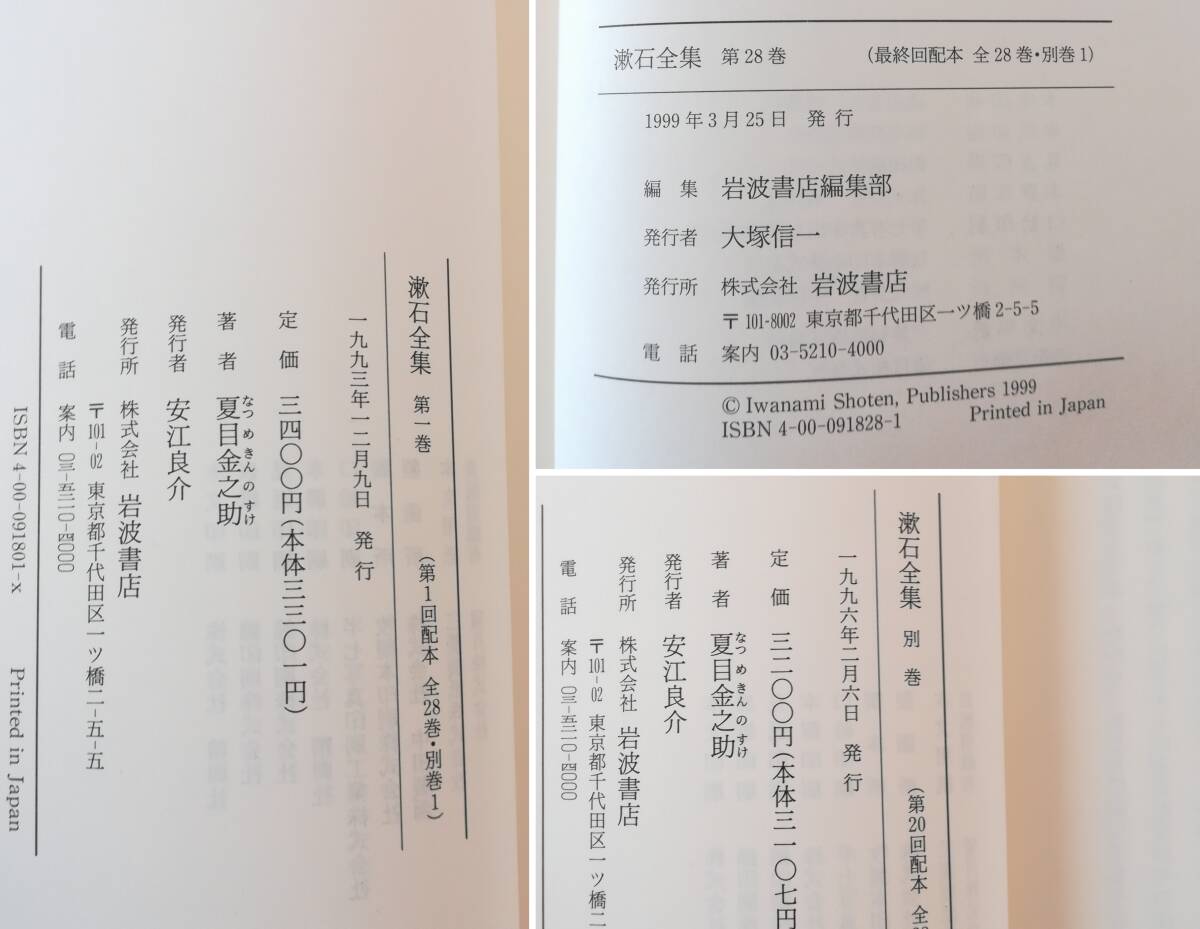 漱石全集 第一巻 (第1回配本 全28巻・別巻1)
一九九三年一二月九日 発行
定価 三四〇〇円(本体三三〇一円)
著者 夏目金之助
なつめきんのすけ
発行者 安江良介
発行所 株式会社 岩波書店
〒101-02 東京都千代田区一ツ橋二-五-五
電話 案内 〇三-五二一〇-四〇〇〇
ISBN 4-00-091801-x Printed in Japan
漱石全集 第28巻 (最終回配本 全28巻・別巻1)
1999年3月25日 発行
編集 岩波書店編集部
発行者 大塚信一
発行所 株式会社 岩波書店
〒101-8002 東京都千代田区一ツ橋2-5-5
電話 案内 03-5210-4000
© Iwanami Shoten, Publishers 1999
ISBN 4-00-091828-1 Printed in Japan
漱石全集 別巻 (第20回配本 全
一九九六年二月六日 発行
定価 三二〇〇円(本体三一〇七円
著者 夏目金之助
なつめきんのすけ
発行者 安江良介
発行所 株式会社 岩波書店
〒101-02 東京都千代田区一ツ橋二
電話 案内 〇三-五二一〇-四〇〇〇